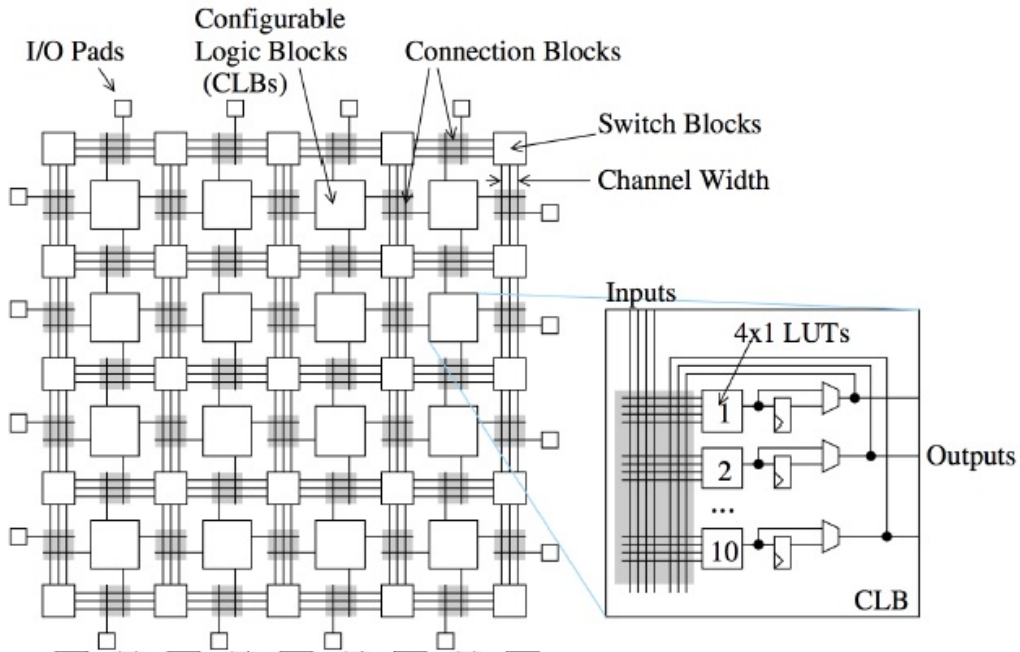 Configurable
I/O Pads
Logic Blocks
(CLBs)
Connection Blocks
Switch Blocks
Channel Width
Inputs
4x1 LUTs
1
2
...
10
Outputs
CLB